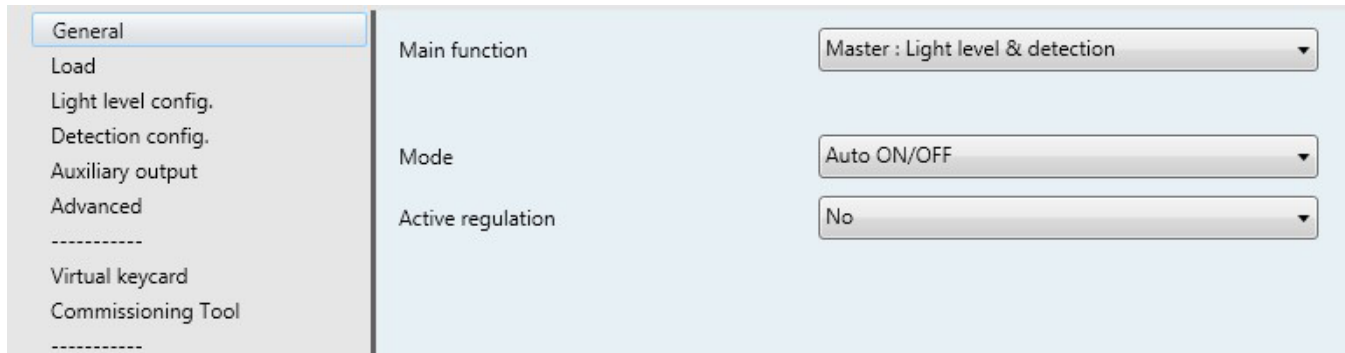 General
Load
Light level config.
Detection config.
Auxiliary output
Advanced
-----------
Virtual keycard
Commissioning Tool
-----------
Main function
Master : Light level & detection
Mode
Auto ON/OFF
Active regulation
No